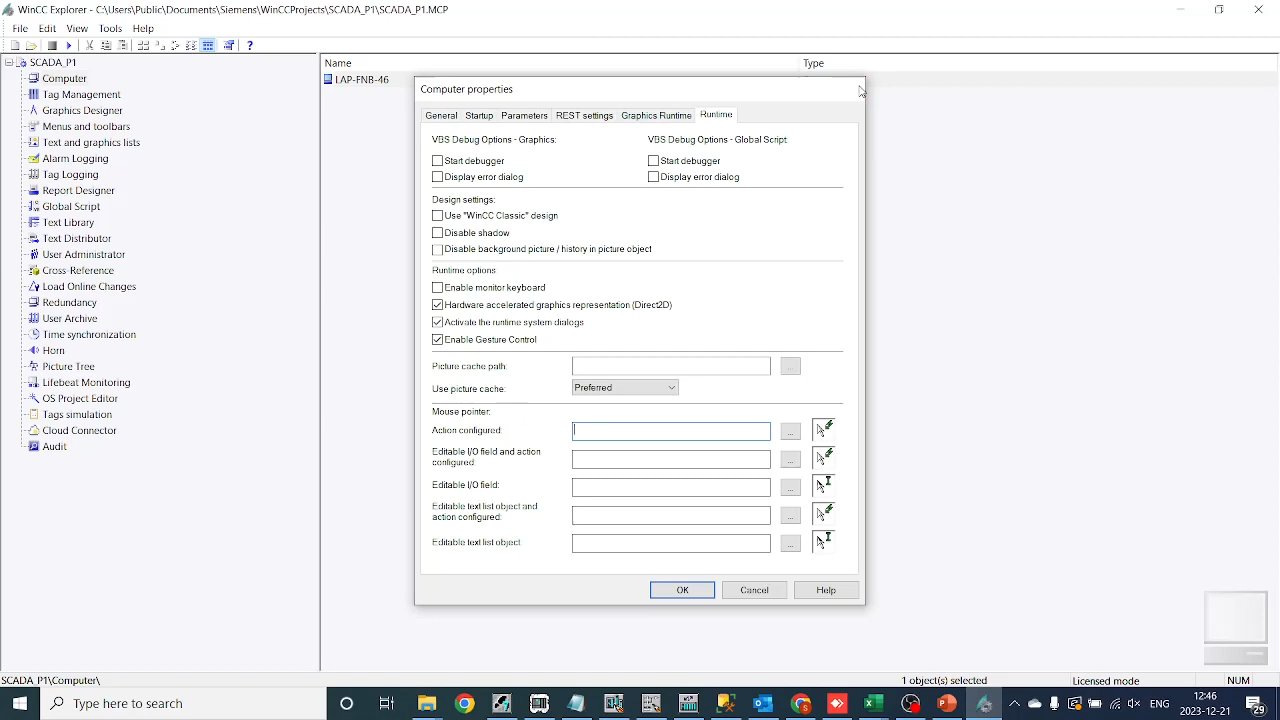 WinCC Explorer - C:\Users\Public\Documents\Siemens\WinCCProjects\SCADA_P1\SCADA_P1.MCP
File Edit View Tools Help
SCADA_P1
Computer
Tag Management
Graphics Designer
Menus and toolbars
Text and graphics lists
Alarm Logging
Tag Logging
Report Designer
Global Script
Text Library
Text Distributor
User Administrator
Cross-Reference
Load Online Changes
Redundancy
User Archive
Time synchronization
Horn
Picture Tree
Lifebeat Monitoring
OS Project Editor
Tags simulation
Cloud Connector
Audit
Name Type
LAP-FNB-46
Computer properties
General Startup Parameters REST settings Graphics Runtime Runtime
VBS Debug Options - Graphics: VBS Debug Options - Global Script
Start debugger Start debugger
Display error dialog Display error dialog
Design settings:
Use "WinCC Classic" design
Disable shadow
Disable background picture / history in picture object
Runtime options:
Enable monitor keyboard
Hardware accelerated graphics representation (Direct2D)
Activate the runtime system dialogs
Enable Gesture Control
Picture cache path: ...
Use picture cache: Preferred
Mouse pointer:
Action configured: ...
Editable I/O field and action
configured: ...
Editable I/O field: ...
Editable text list object and
action configured: ...
Editable text list object ...
OK Cancel Help
SCADA_P1\Computer\ 1 object(s) selected Licensed mode NUM
Type here to search
ENG
12:46
2023-12-21